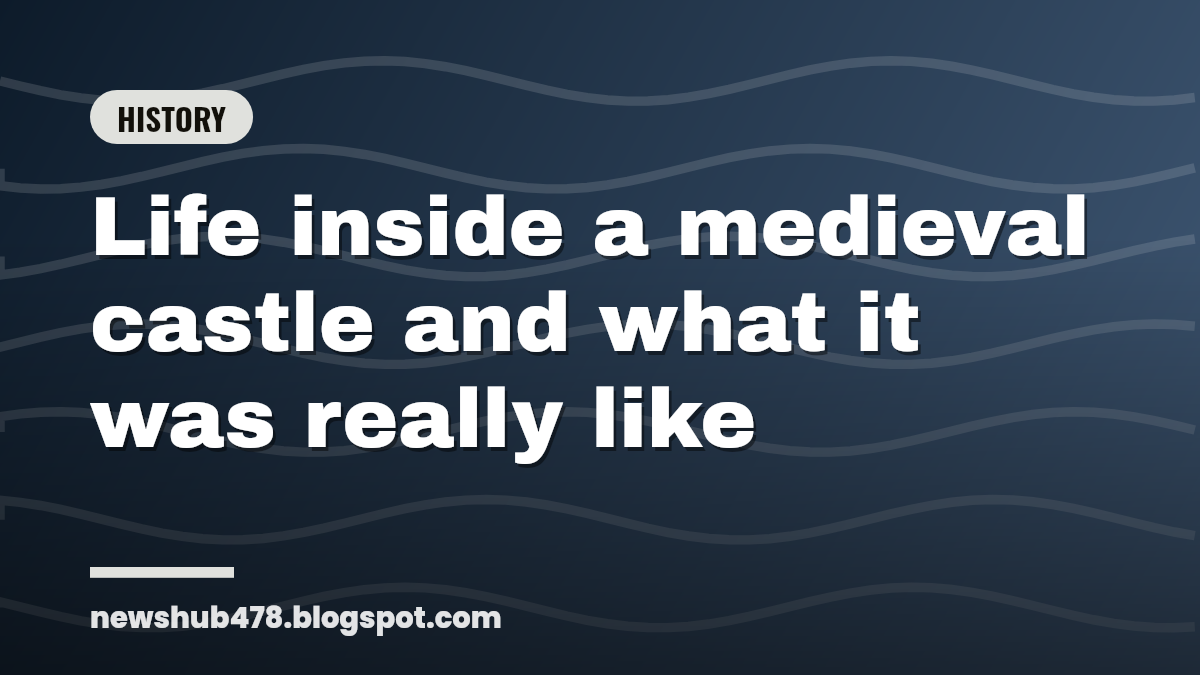 HISTORY
Life inside a medieval
castle and what it
was really like
newshub478.blogspot.com